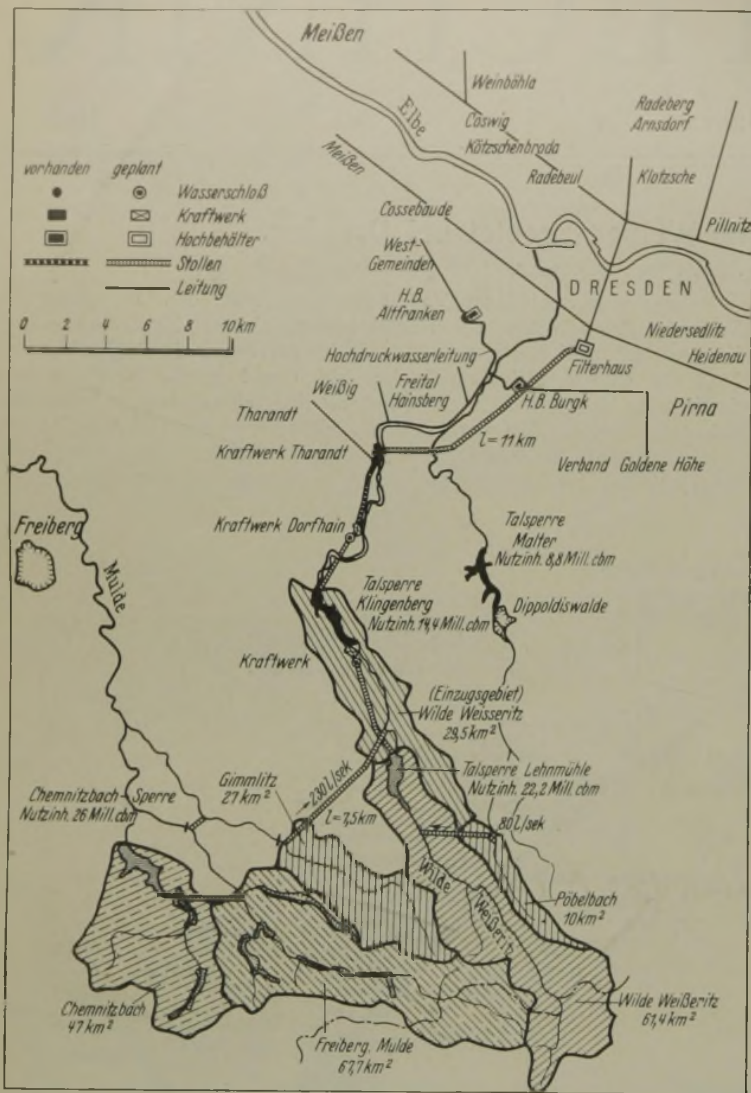 Meißen
Weinböhla
Elbe
Coswig
Kötzschenbroda
Radeberg
Arnsdorf
Meißen
Radebeul
Klotzsche
Pillnitz
vorhanden geplant
Wasserschloß
Kraftwerk
Hochbehälter
Stollen
Leitung
0 2 4 6 8 10 km
Cossebaude
West-
Gemeinden
H.B.
Altfranken
DRESDEN
Niedersedlitz
Heidenau
Hochdruckwasserleitung
Filterhaus
Freital
Hainsberg
Weißig
H.B. Burgk
Pirna
Tharandt
l=11 km
Kraftwerk Tharandt
Verband Goldene Höhe
Freiberg
Mulde
Kraftwerk Dorfhain
Talsperre
Malter
Nutzinh. 8,8 Mill. cbm
Talsperre
Klingenberg
Nutzinh. 14,4 Mill. cbm
Dippoldiswalde
Kraftwerk
(Einzugsgebiet)
Wilde Weisseritz
29,5 km²
Talsperre Lehnmühle
Nutzinh. 22,2 Mill. cbm
Gimmlitz
27 km²
230 l/sek
l=7,5 km
Chemnitzbach-Sperre
Nutzinh. 26 Mill. cbm
80 l/sek
Wilde
Weißeritz
Pöbelbach
10 km²
Chemnitzbach
47 km²
Freiberg. Mulde
67,7 km²
Wilde Weißeritz
61,4 km²